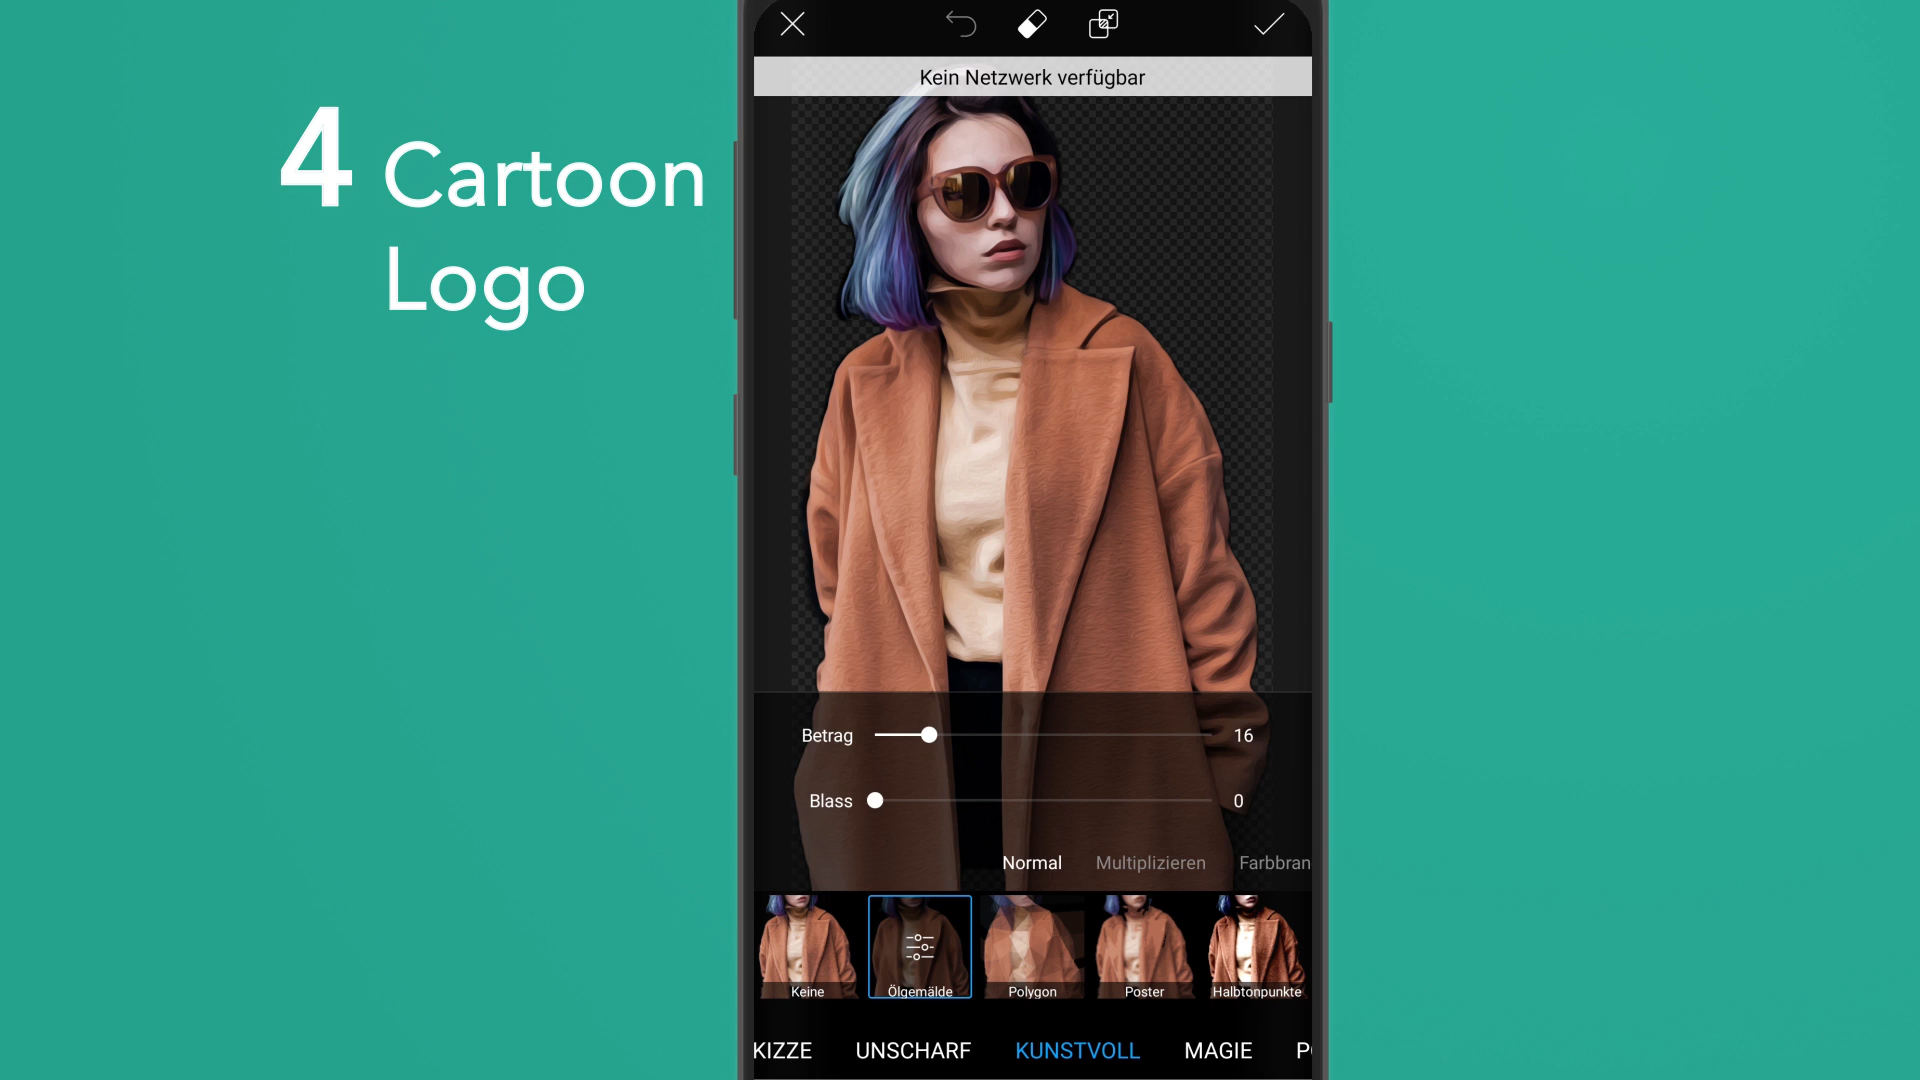 4 Cartoon
Logo
Kein Netzwerk verfügbar
Betrag 16
Blass 0
Normal Multiplizieren Farbbran
Keine Ölgemälde Polygon Poster Halbtonpunkte
KIZZE UNSCHARF KUNSTVOLL MAGIE P